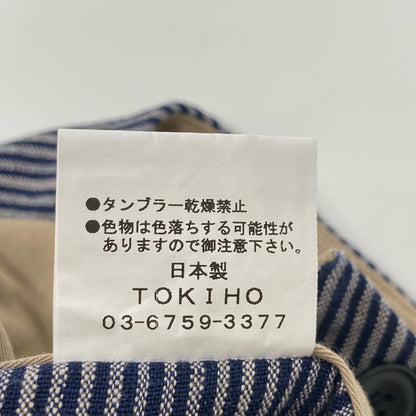 ●タンブラー乾燥禁止
●色物は色落ちする可能性が
ありますので御注意下さい。
日本製
TOKIHO
03-6759-3377